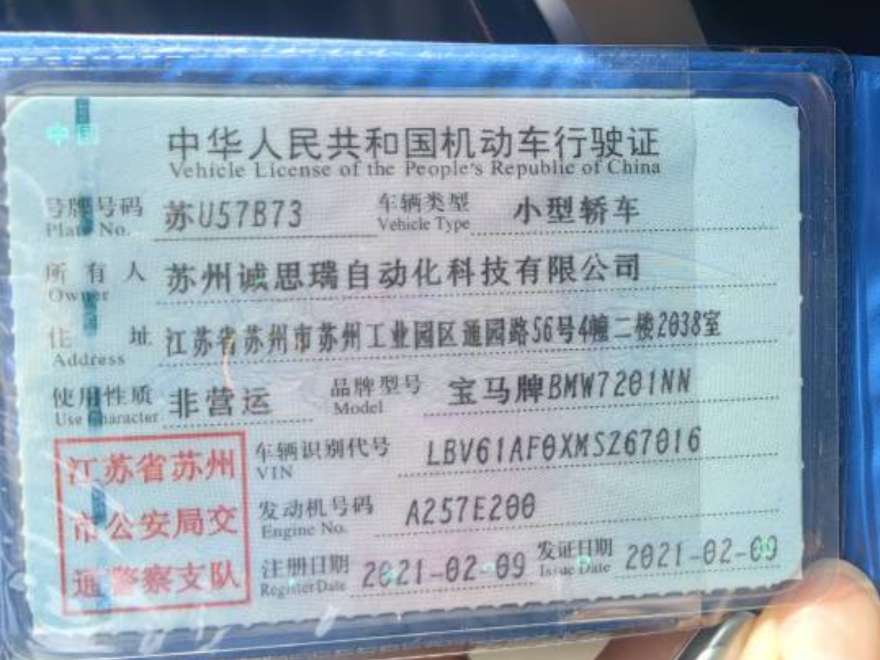 中国
中华人民共和国机动车行驶证
Vehicle License of the People's Republic of China
号牌号码 苏U57B73 车辆类型 小型轿车
Plate No. Vehicle Type
所有人 苏州诚思瑞自动化科技有限公司
Owner
住址 江苏省苏州市苏州工业园区通园路56号4幢二楼2038室
Address
使用性质 非营运 品牌型号 宝马牌BMW7201NN
Use Character Model
江苏省苏州 车辆识别代号 LBV61AF0XMSZ67016
VIN
市公安局交 发动机号码 A257E200
Engine No.
通警察支队 注册日期 2021-02-09 发证日期 2021-02-09
Register Date Issue Date